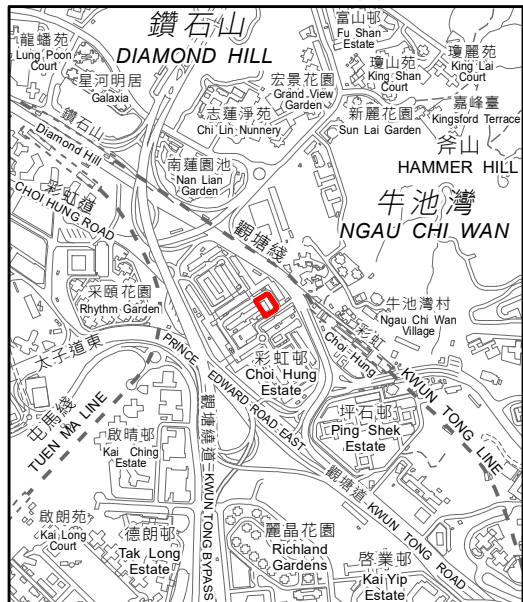 鑽石山
DIAMOND HILL
龍蟠苑
Lung Poon
Court
星河明居
Galaxia
富山邨
Fu Shan
Estate
宏景花園
Grand View
Garden
瓊山苑
King Shan
Court
瓊麗苑
King Lai
Court
志蓮淨苑
Chi Lin Nunnery
新麗花園
Sun Lai Garden
嘉峰臺
Kingsford Terrace
斧山
HAMMER HILL
鑽石山
Diamond Hill
南蓮園池
Nan Lian
Garden
牛池灣
NGAU CHI WAN
彩虹道
CHOI HUNG ROAD
觀塘綫
采頤花園
Rhythm Garden
牛池灣村
Ngau Chi Wan
Village
彩虹
Choi Hung
彩虹邨
Choi Hung
Estate
太子道東
PRINCE EDWARD ROAD EAST
KWUN TONG LINE
屯馬綫
TUEN MA LINE
坪石邨
Ping Shek
Estate
啟晴邨
Kai Ching
Estate
觀塘繞道
KWUN TONG BYPASS
觀塘道
KWUN TONG ROAD
啟朗苑
Kai Long
Court
德朗邨
Tak Long
Estate
麗晶花園
Richland
Gardens
啓業邨
Kai Yip
Estate